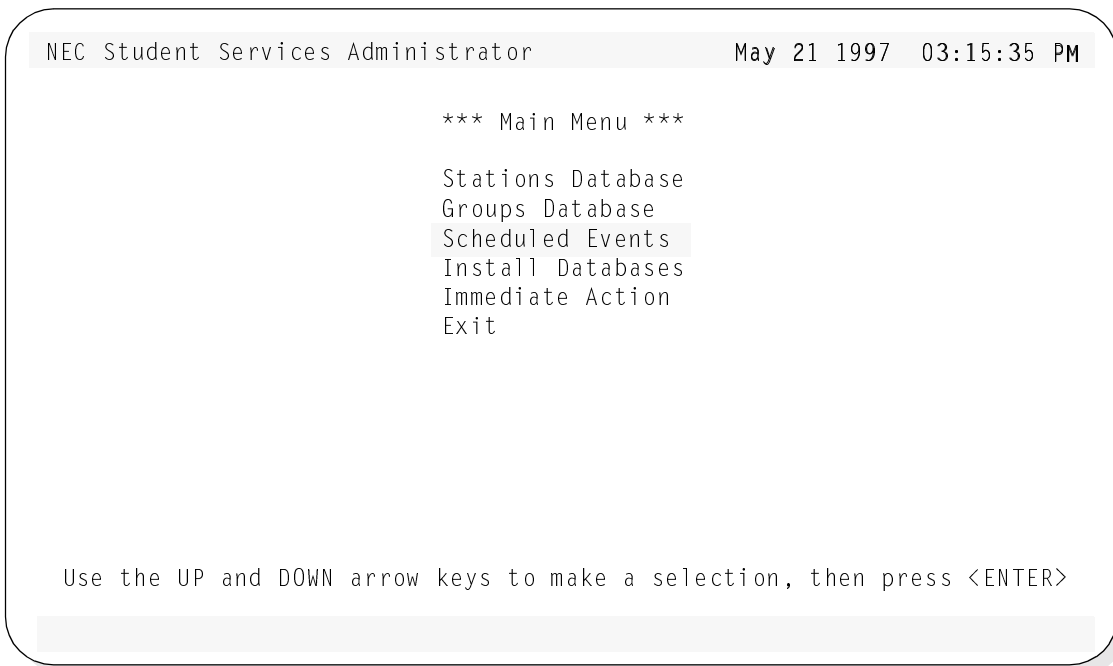 NEC Student Services Administrator May 21 1997 03:15:35 PM
*** Main Menu ***
Stations Database
Groups Database
Scheduled Events
Install Databases
Immediate Action
Exit
Use the UP and DOWN arrow keys to make a selection, then press <ENTER>